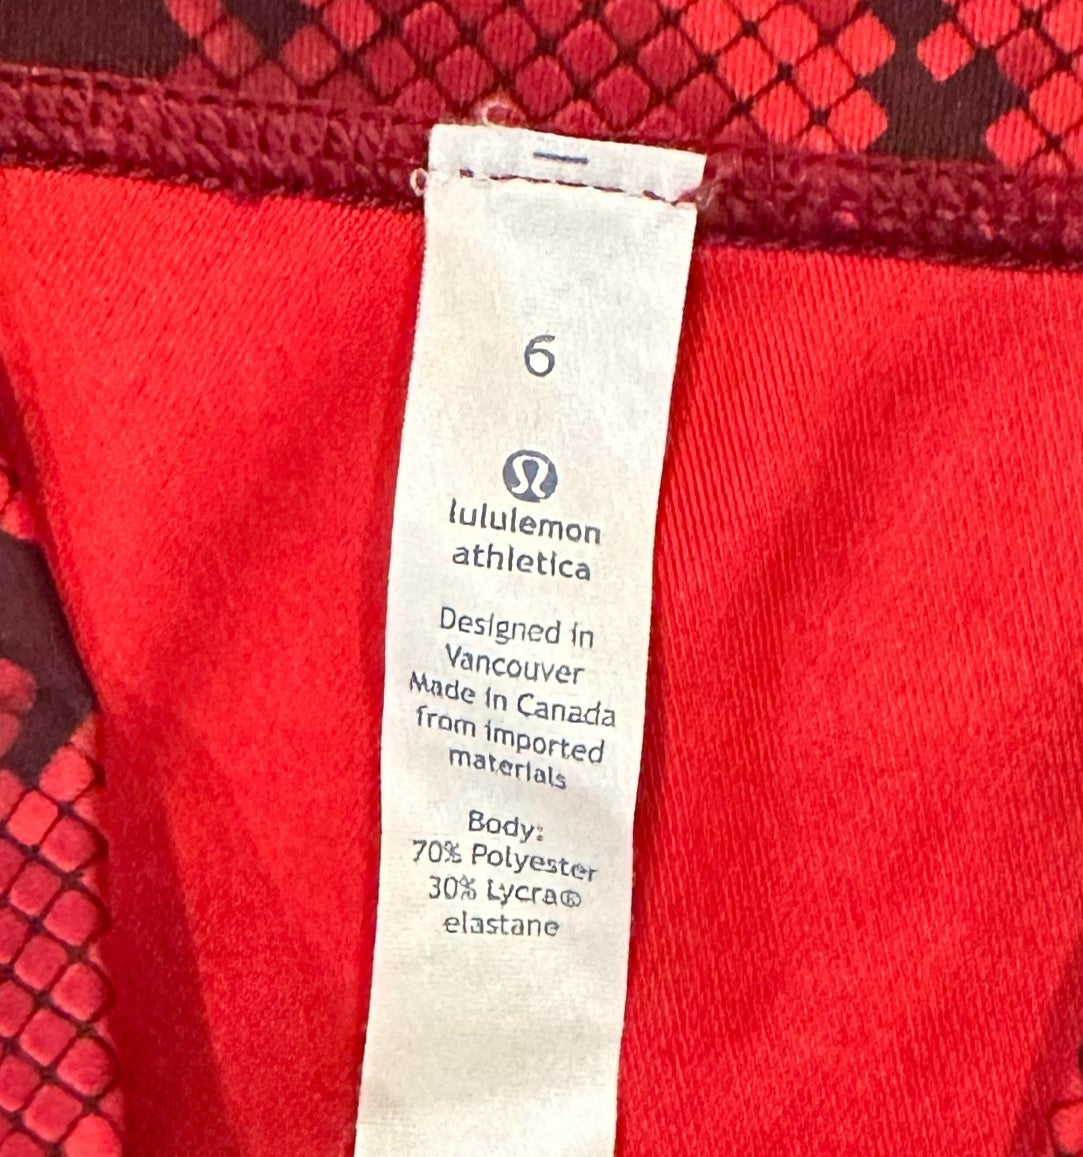 6
lululemon
athletica
Designed in
Vancouver
Made in Canada
from imported
materials
Body:
70% Polyester
30% Lycra®
elastane